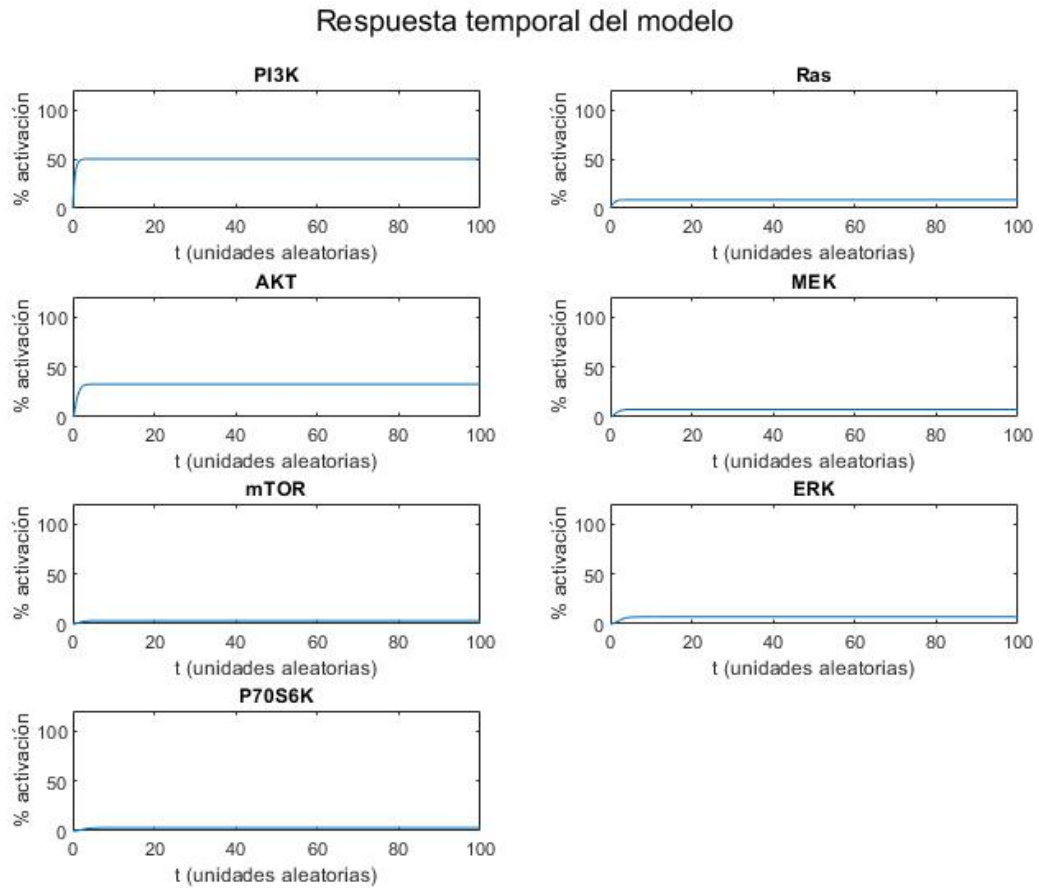 Respuesta temporal del modelo
PI3K
% activación
100
50
0
0 20 40 60 80 100
t (unidades aleatorias)
Ras
% activación
100
50
0
0 20 40 60 80 100
t (unidades aleatorias)
AKT
% activación
100
50
0
0 20 40 60 80 100
t (unidades aleatorias)
MEK
% activación
100
50
0
0 20 40 60 80 100
t (unidades aleatorias)
mTOR
% activación
100
50
0
0 20 40 60 80 100
t (unidades aleatorias)
ERK
% activación
100
50
0
0 20 40 60 80 100
t (unidades aleatorias)
P70S6K
% activación
100
50
0
0 20 40 60 80 100
t (unidades aleatorias)